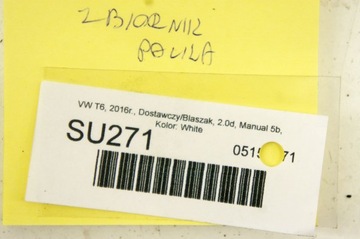 ZBIORNIK
PALIWA
VW T6, 2016r., Dostawczy/Blaszak, 2.0d, Manual 5b,
Kolor: White
SU271